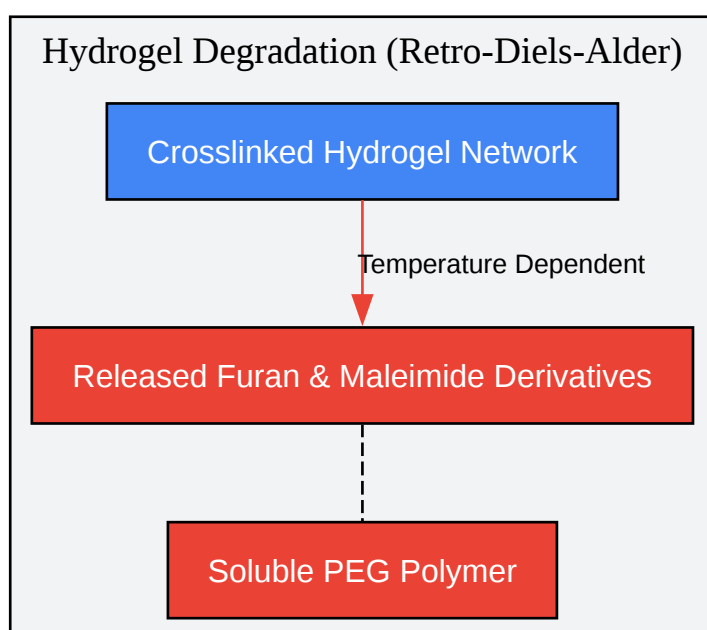 Hydrogel Degradation (Retro-Diels-Alder)
Crosslinked Hydrogel Network
Temperature Dependent
Released Furan & Maleimide Derivatives
Soluble PEG Polymer